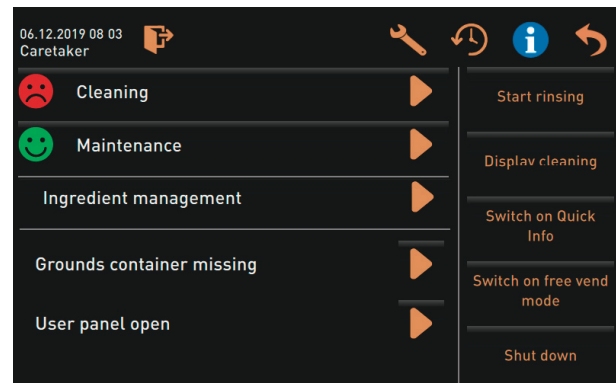 06.12.2019 08 03
Caretaker
i
Cleaning
Maintenance
Ingredient management
Grounds container missing
User panel open
Start rinsing
Display cleaning
Switch on Quick
Info
Switch on free vend
mode
Shut down